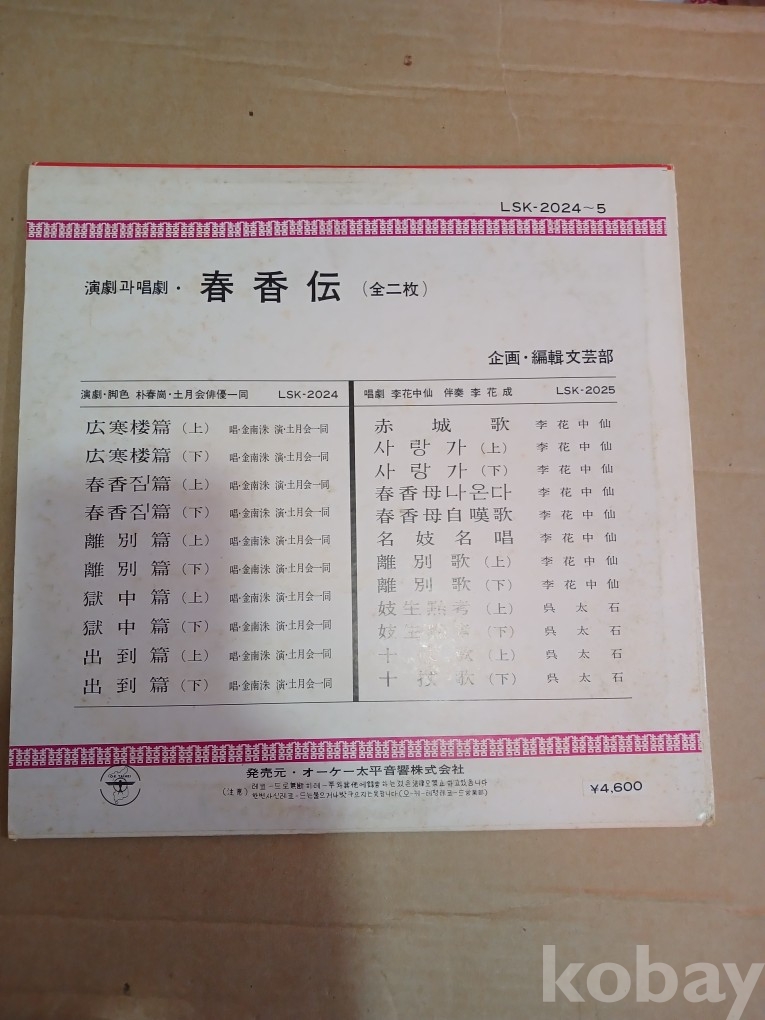 LSK-2024～5
演劇과唱劇・春香伝（全二枚）
企画・編輯文芸部
演劇・脚色 朴春崗・土月会俳優一同 LSK-2024
広寒楼篇（上） 唱・金南洙 演・土月会一同
広寒楼篇（下） 唱・金南洙 演・土月会一同
春香집篇（上） 唱・金南洙 演・土月会一同
春香집篇（下） 唱・金南洙 演・土月会一同
離別篇（上） 唱・金南洙 演・土月会一同
離別篇（下） 唱・金南洙 演・土月会一同
獄中篇（上） 唱・金南洙 演・土月会一同
獄中篇（下） 唱・金南洙 演・土月会一同
出到篇（上） 唱・金南洙 演・土月会一同
出到篇（下） 唱・金南洙 演・土月会一同
唱劇 李花中仙 伴奏 李花成 LSK-2025
赤城歌 李花中仙
사랑가（上） 李花中仙
사랑가（下） 李花中仙
春香母나온다 李花中仙
春香母自嘆歌 李花中仙
名妓名唱 李花中仙
離別歌（上） 李花中仙
離別歌（下） 李花中仙
妓生點考（上） 呉太石
妓生（下） 呉太石
十（上） 呉太石
十杖歌（下） 呉太石
発売元・オーケー太平音響株式会社
（注意）
¥4,600
kobay